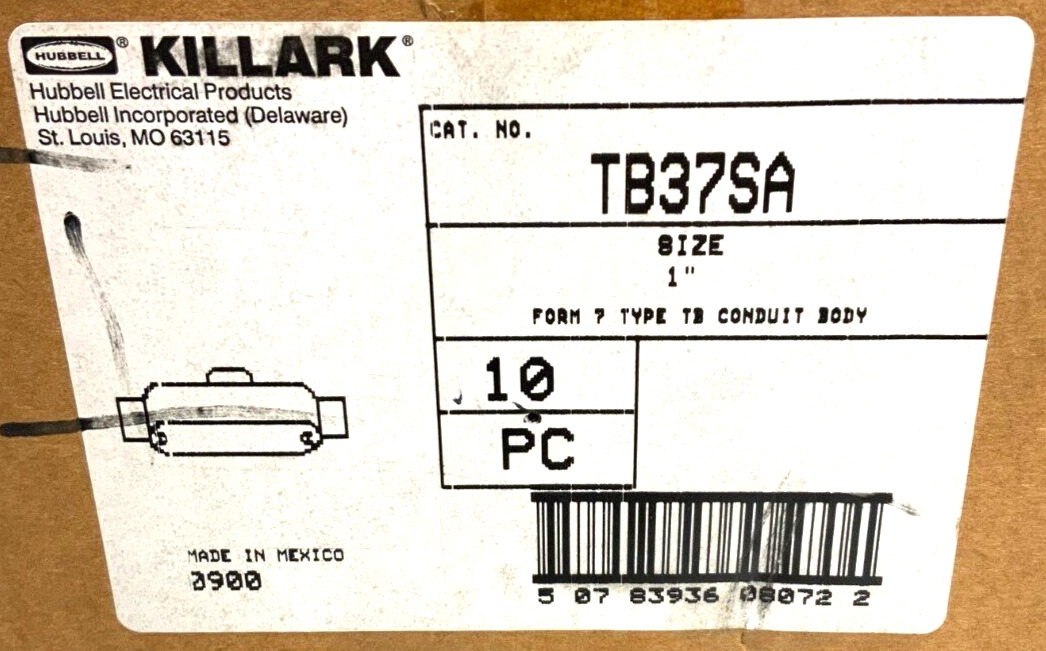 HUBBELL® KILLARK®
Hubbell Electrical Products
Hubbell Incorporated (Delaware)
St. Louis, MO 63115
CAT. NO.
TB37SA
SIZE
1"
FORM 7 TYPE TB CONDUIT BODY
10
PC
MADE IN MEXICO
0900
5 07 83936 08072 2